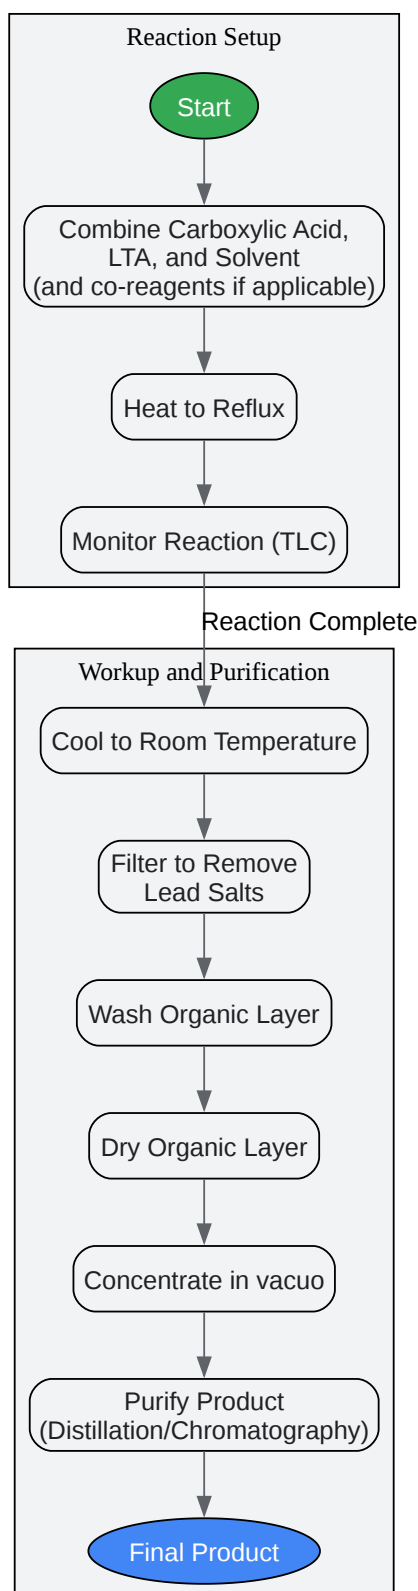 Reaction Setup
Start
Combine Carboxylic Acid,
LTA, and Solvent
(and co-reagents if applicable)
Heat to Reflux
Monitor Reaction (TLC)
Reaction Complete
Workup and Purification
Cool to Room Temperature
Filter to Remove
Lead Salts
Wash Organic Layer
Dry Organic Layer
Concentrate in vacuo
Purify Product
(Distillation/Chromatography)
Final Product